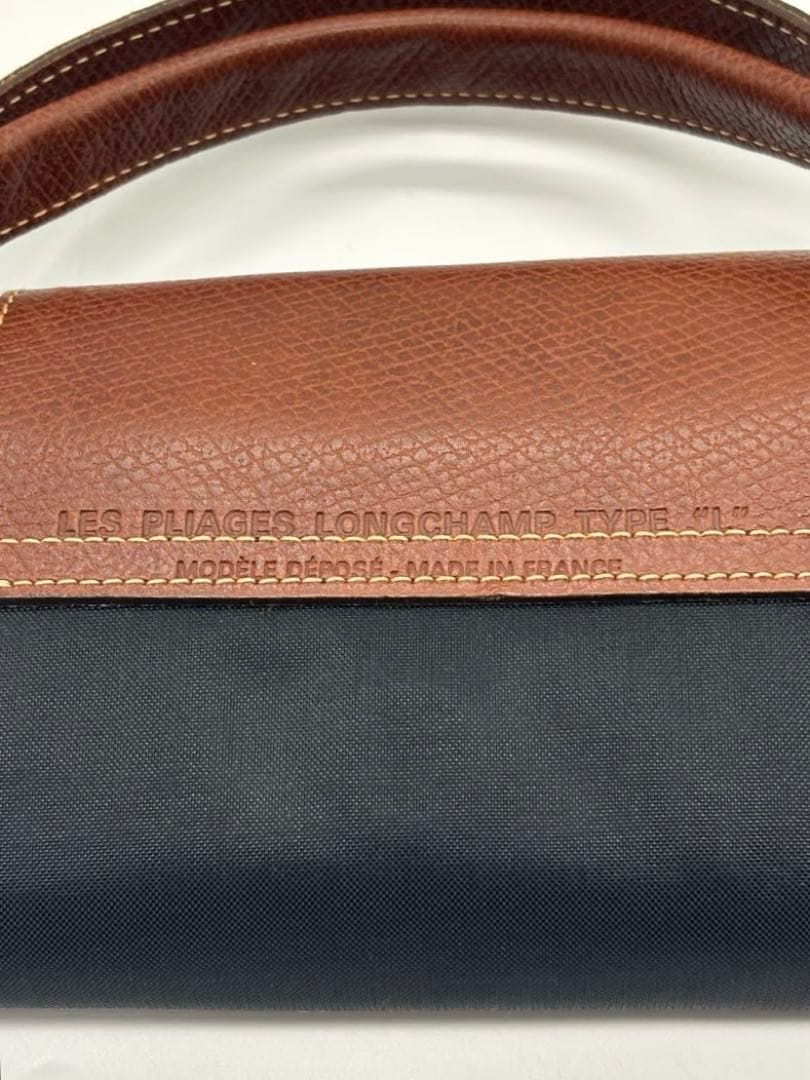 LES PLIAGES LONGCHAMP TYPE "L"
MODÈLE DÉPOSÉ - MADE IN FRANCE